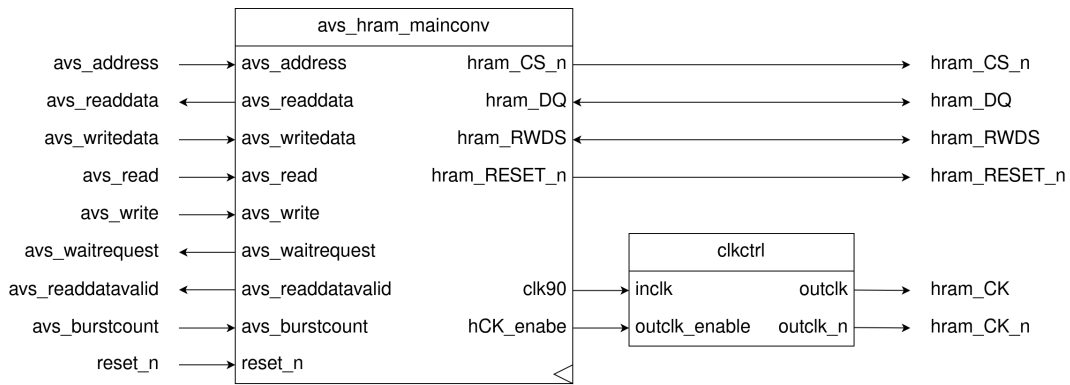 avs_hram_mainconv
avs_address avs_address hram_CS_n hram_CS_n
avs_readdata avs_readdata hram_DQ hram_DQ
avs_writedata avs_writedata hram_RWDS hram_RWDS
avs_read avs_read hram_RESET_n hram_RESET_n
avs_write avs_write
avs_waitrequest avs_waitrequest clkctrl
avs_readdatavalid avs_readdatavalid clk90 inclk outclk hram_CK
avs_burstcount avs_burstcount hCK_enabe outclk_enable outclk_n hram_CK_n
reset_n reset_n